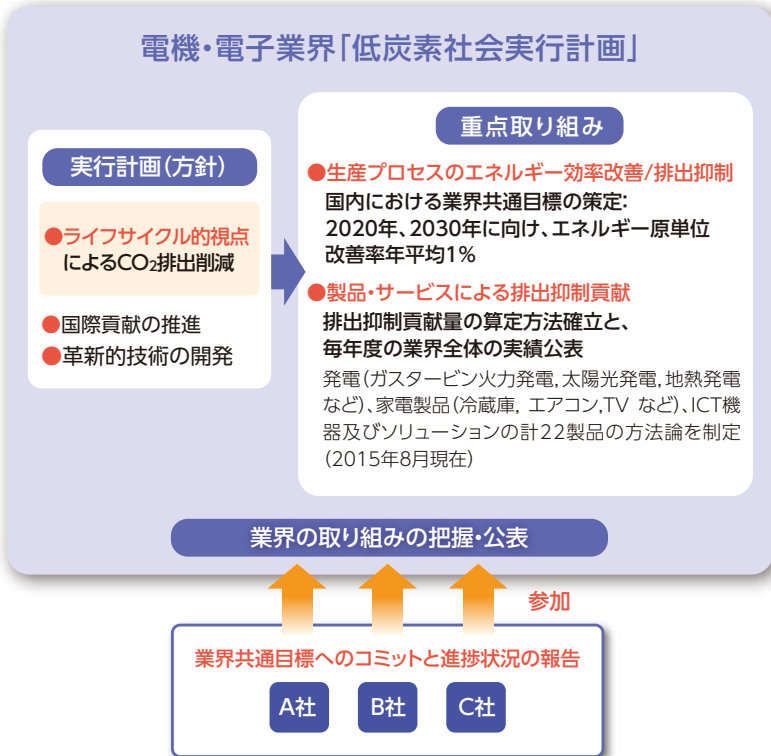 電機・電子業界「低炭素社会実行計画」
実行計画(方針)
●ライフサイクル的視点
によるCO₂排出削減
●国際貢献の推進
●革新的技術の開発
重点取り組み
●生産プロセスのエネルギー効率改善/排出抑制
国内における業界共通目標の策定:
2020年、2030年に向け、エネルギー原単位
改善率年平均1%
●製品・サービスによる排出抑制貢献
排出抑制貢献量の算定方法確立と、
毎年度の業界全体の実績公表
発電(ガスタービン火力発電,太陽光発電,地熱発電
など)、家電製品(冷蔵庫, エアコン,TV など)、ICT機
器及びソリューションの計22製品の方法論を制定
(2015年8月現在)
業界の取り組みの把握・公表
参加
業界共通目標へのコミットと進捗状況の報告
A社
B社
C社